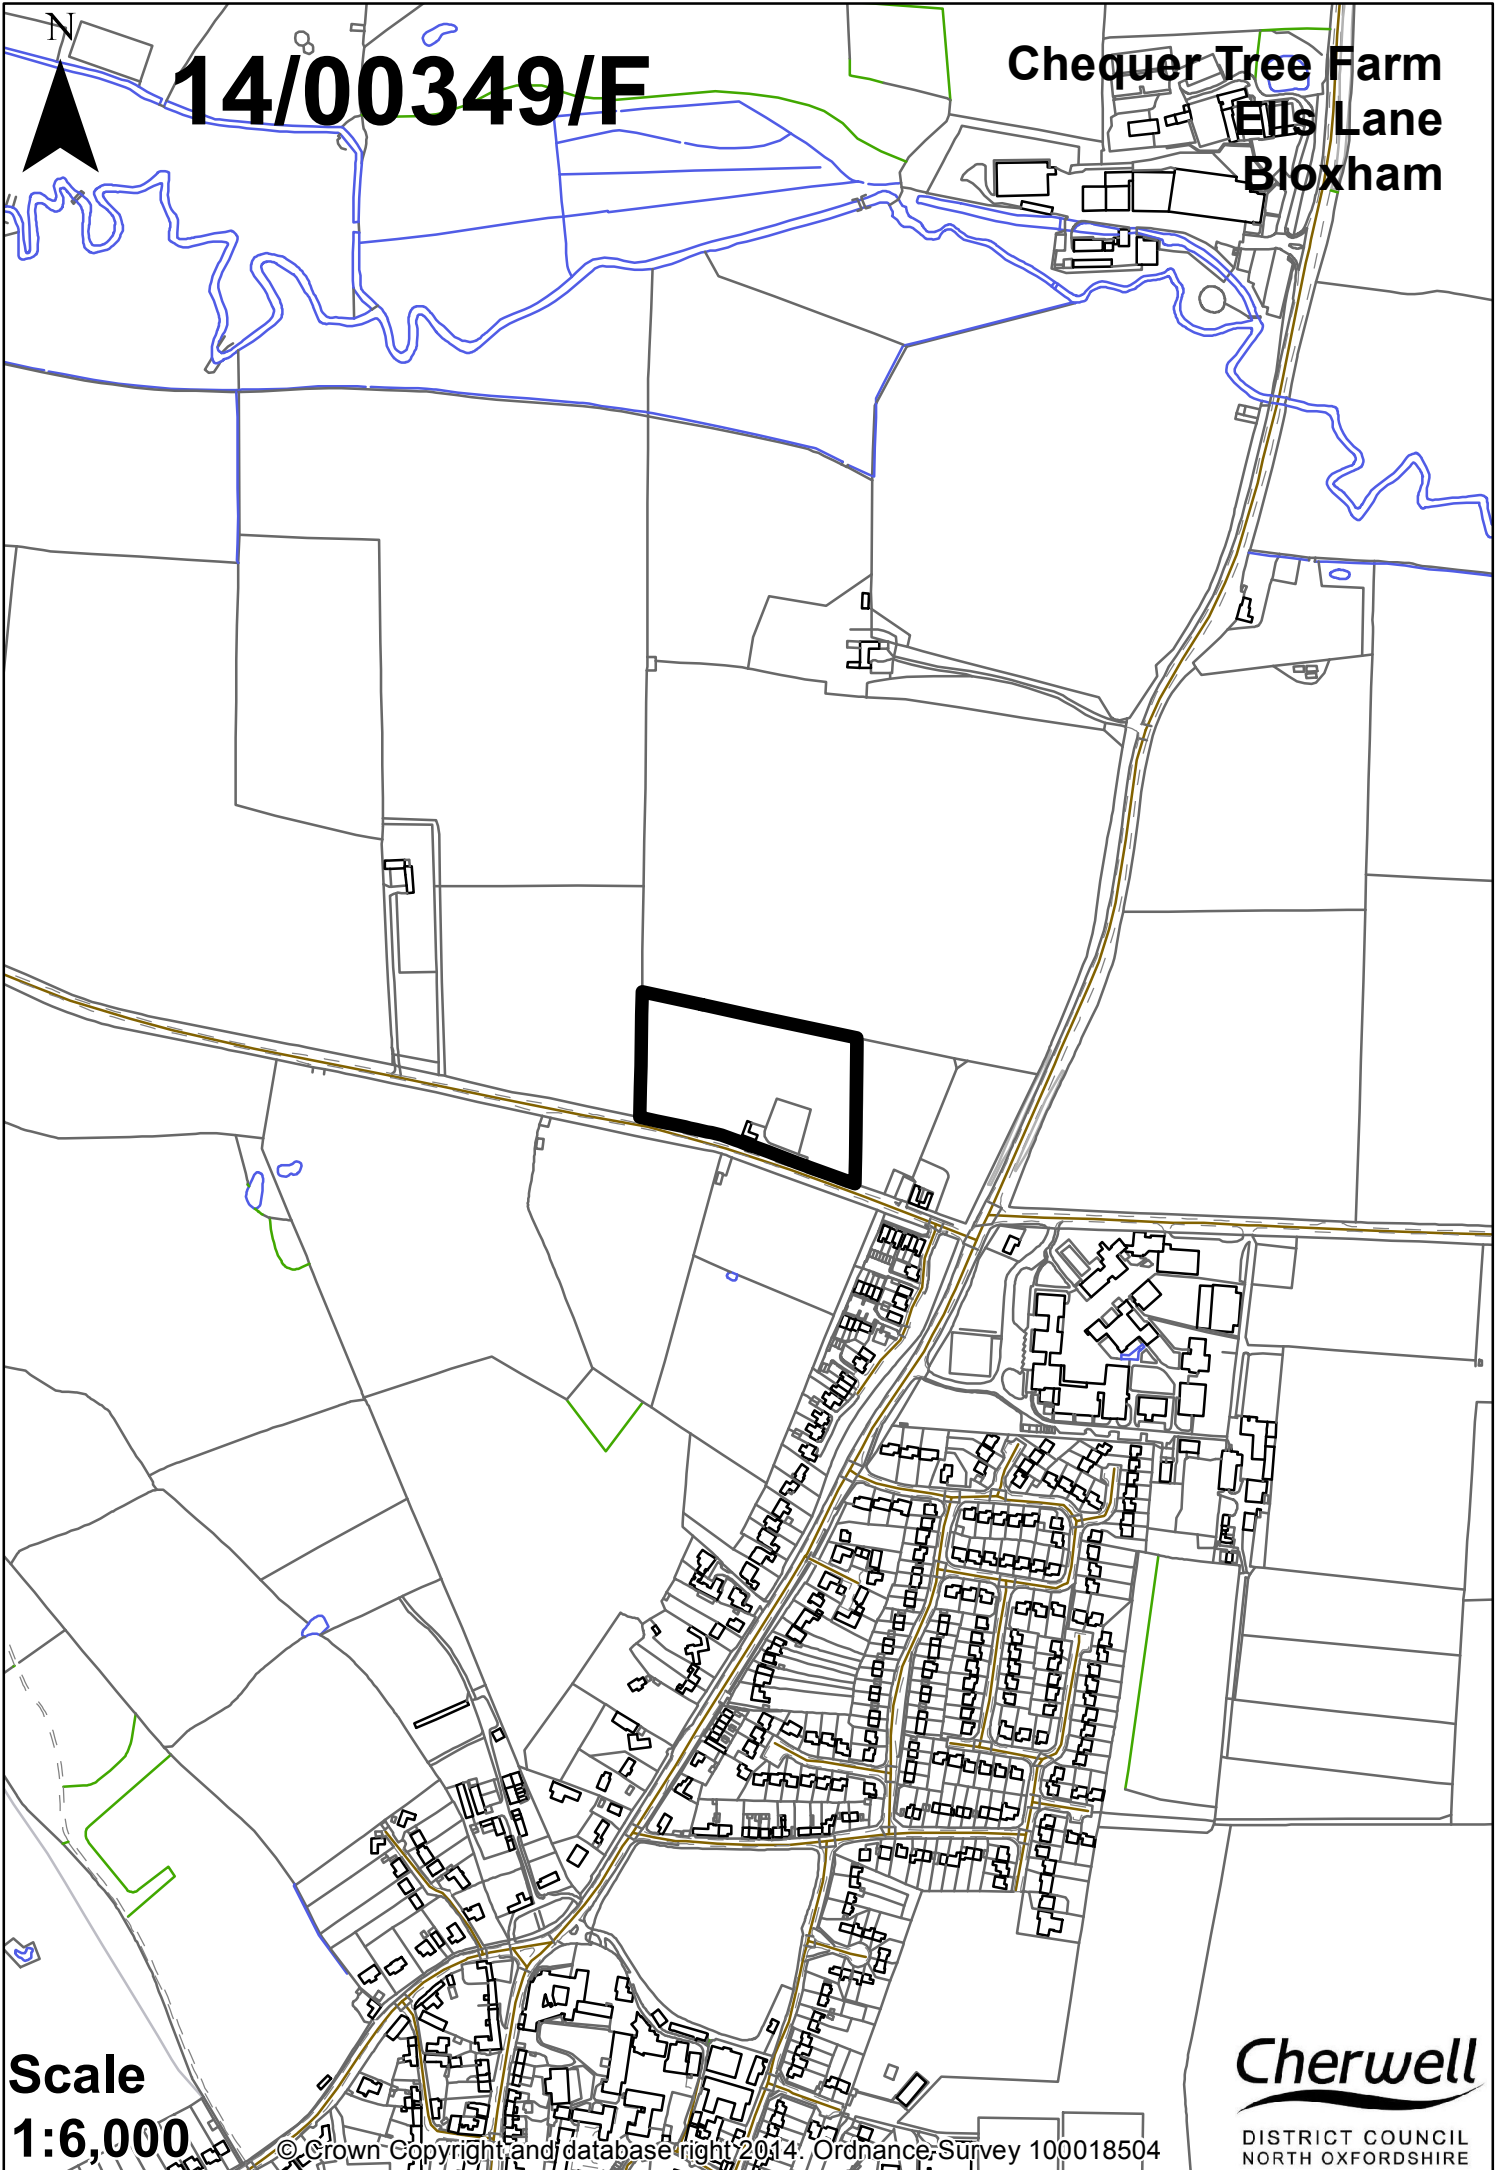 N
14/00349/F
Chequer Tree Farm
Ells Lane
Bloxham
Scale
1:6,000
© Crown Copyright and database right 2014. Ordnance Survey 100018504
Cherwell
DISTRICT COUNCIL
NORTH OXFORDSHIRE